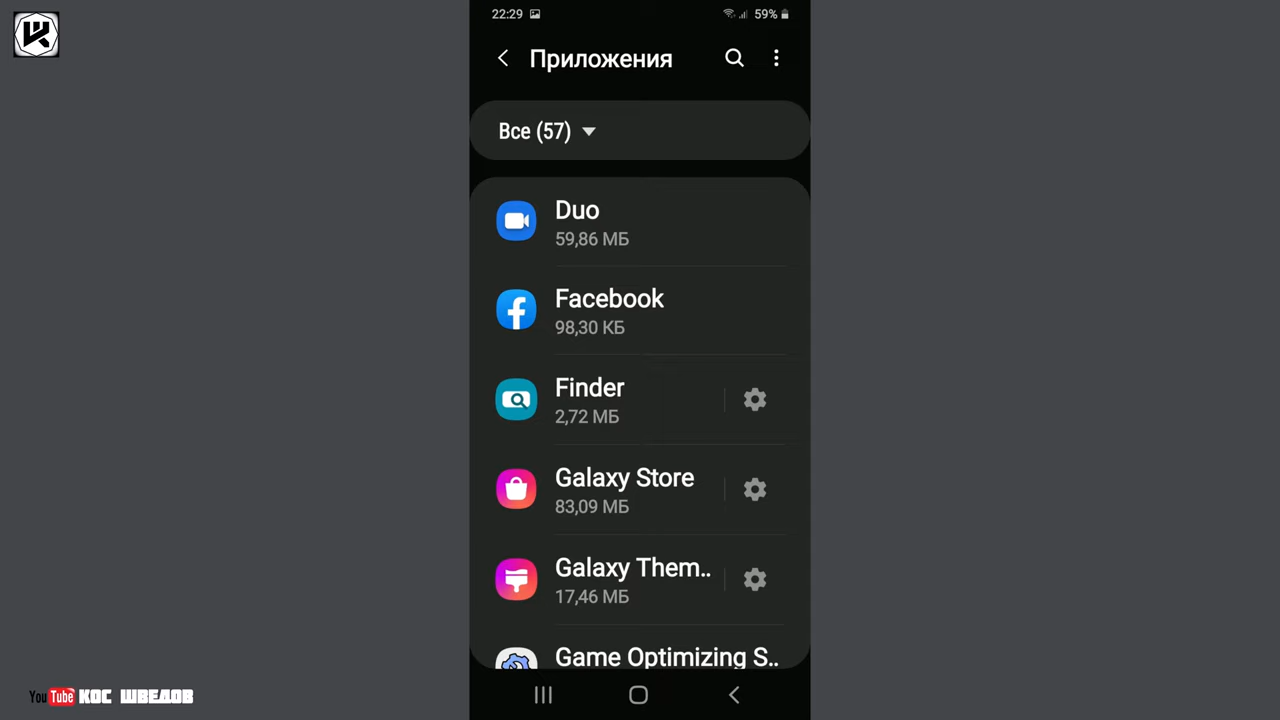 22:29
59%
Приложения
Все (57)
Duo
59,86 МБ
Facebook
98,30 КБ
Finder
2,72 МБ
Galaxy Store
83,09 МБ
Galaxy Them..
17,46 МБ
Game Optimizing S..
YouTube КОС ШВЕДОВ